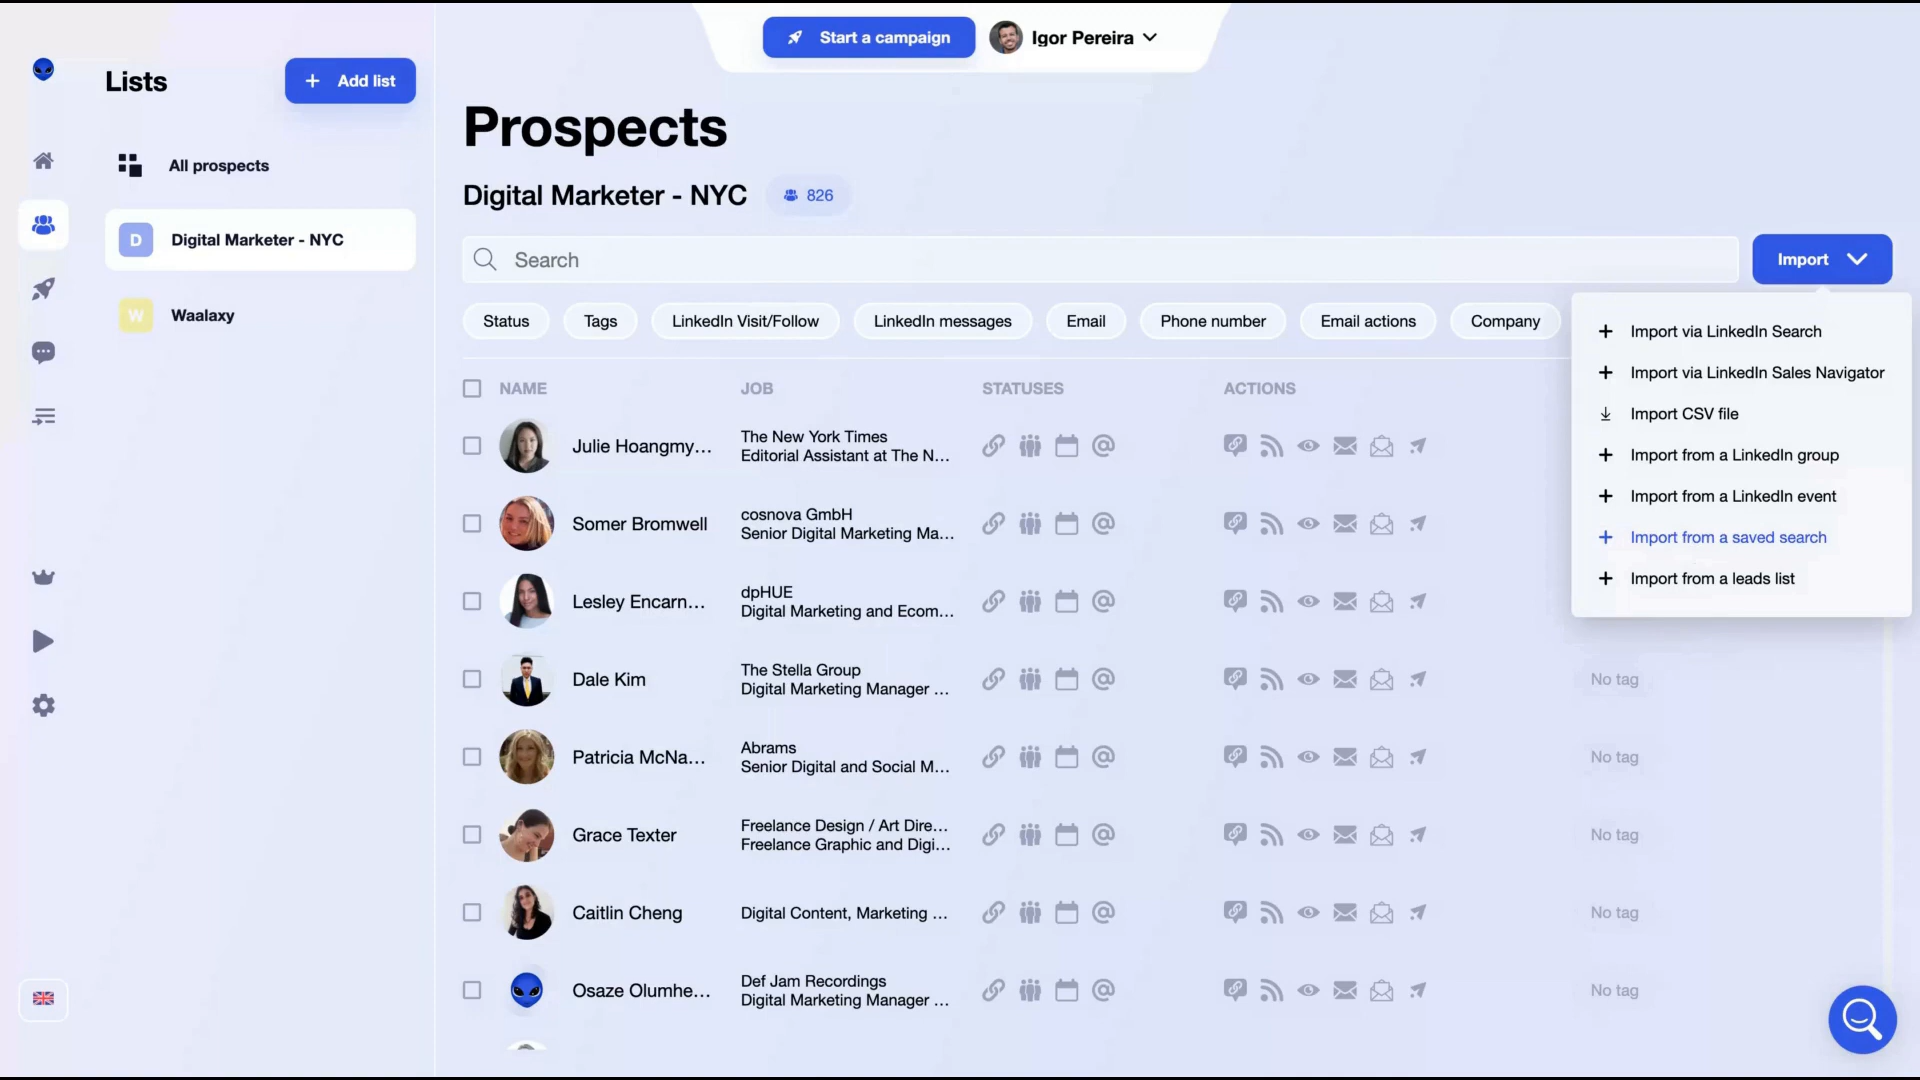 Start a campaign
Igor Pereira
Lists
Add list
All prospects
D
Digital Marketer - NYC
W
Waalaxy
Prospects
Digital Marketer - NYC
826
Search
Import
Status
Tags
LinkedIn Visit/Follow
LinkedIn messages
Email
Phone number
Email actions
Company
Import via LinkedIn Search
Import via LinkedIn Sales Navigator
Import CSV file
Import from a LinkedIn group
Import from a LinkedIn event
Import from a saved search
Import from a leads list
NAME
JOB
STATUSES
ACTIONS
Julie Hoangmy...
The New York Times
Editorial Assistant at The N...
Somer Bromwell
cosnova GmbH
Senior Digital Marketing Ma...
Lesley Encarn...
dpHUE
Digital Marketing and Ecom...
Dale Kim
The Stella Group
Digital Marketing Manager ...
No tag
Patricia McNa...
Abrams
Senior Digital and Social M...
No tag
Grace Texter
Freelance Design / Art Dire...
Freelance Graphic and Digi...
No tag
Caitlin Cheng
Digital Content, Marketing ...
No tag
Osaze Olumhe...
Def Jam Recordings
Digital Marketing Manager ...
No tag